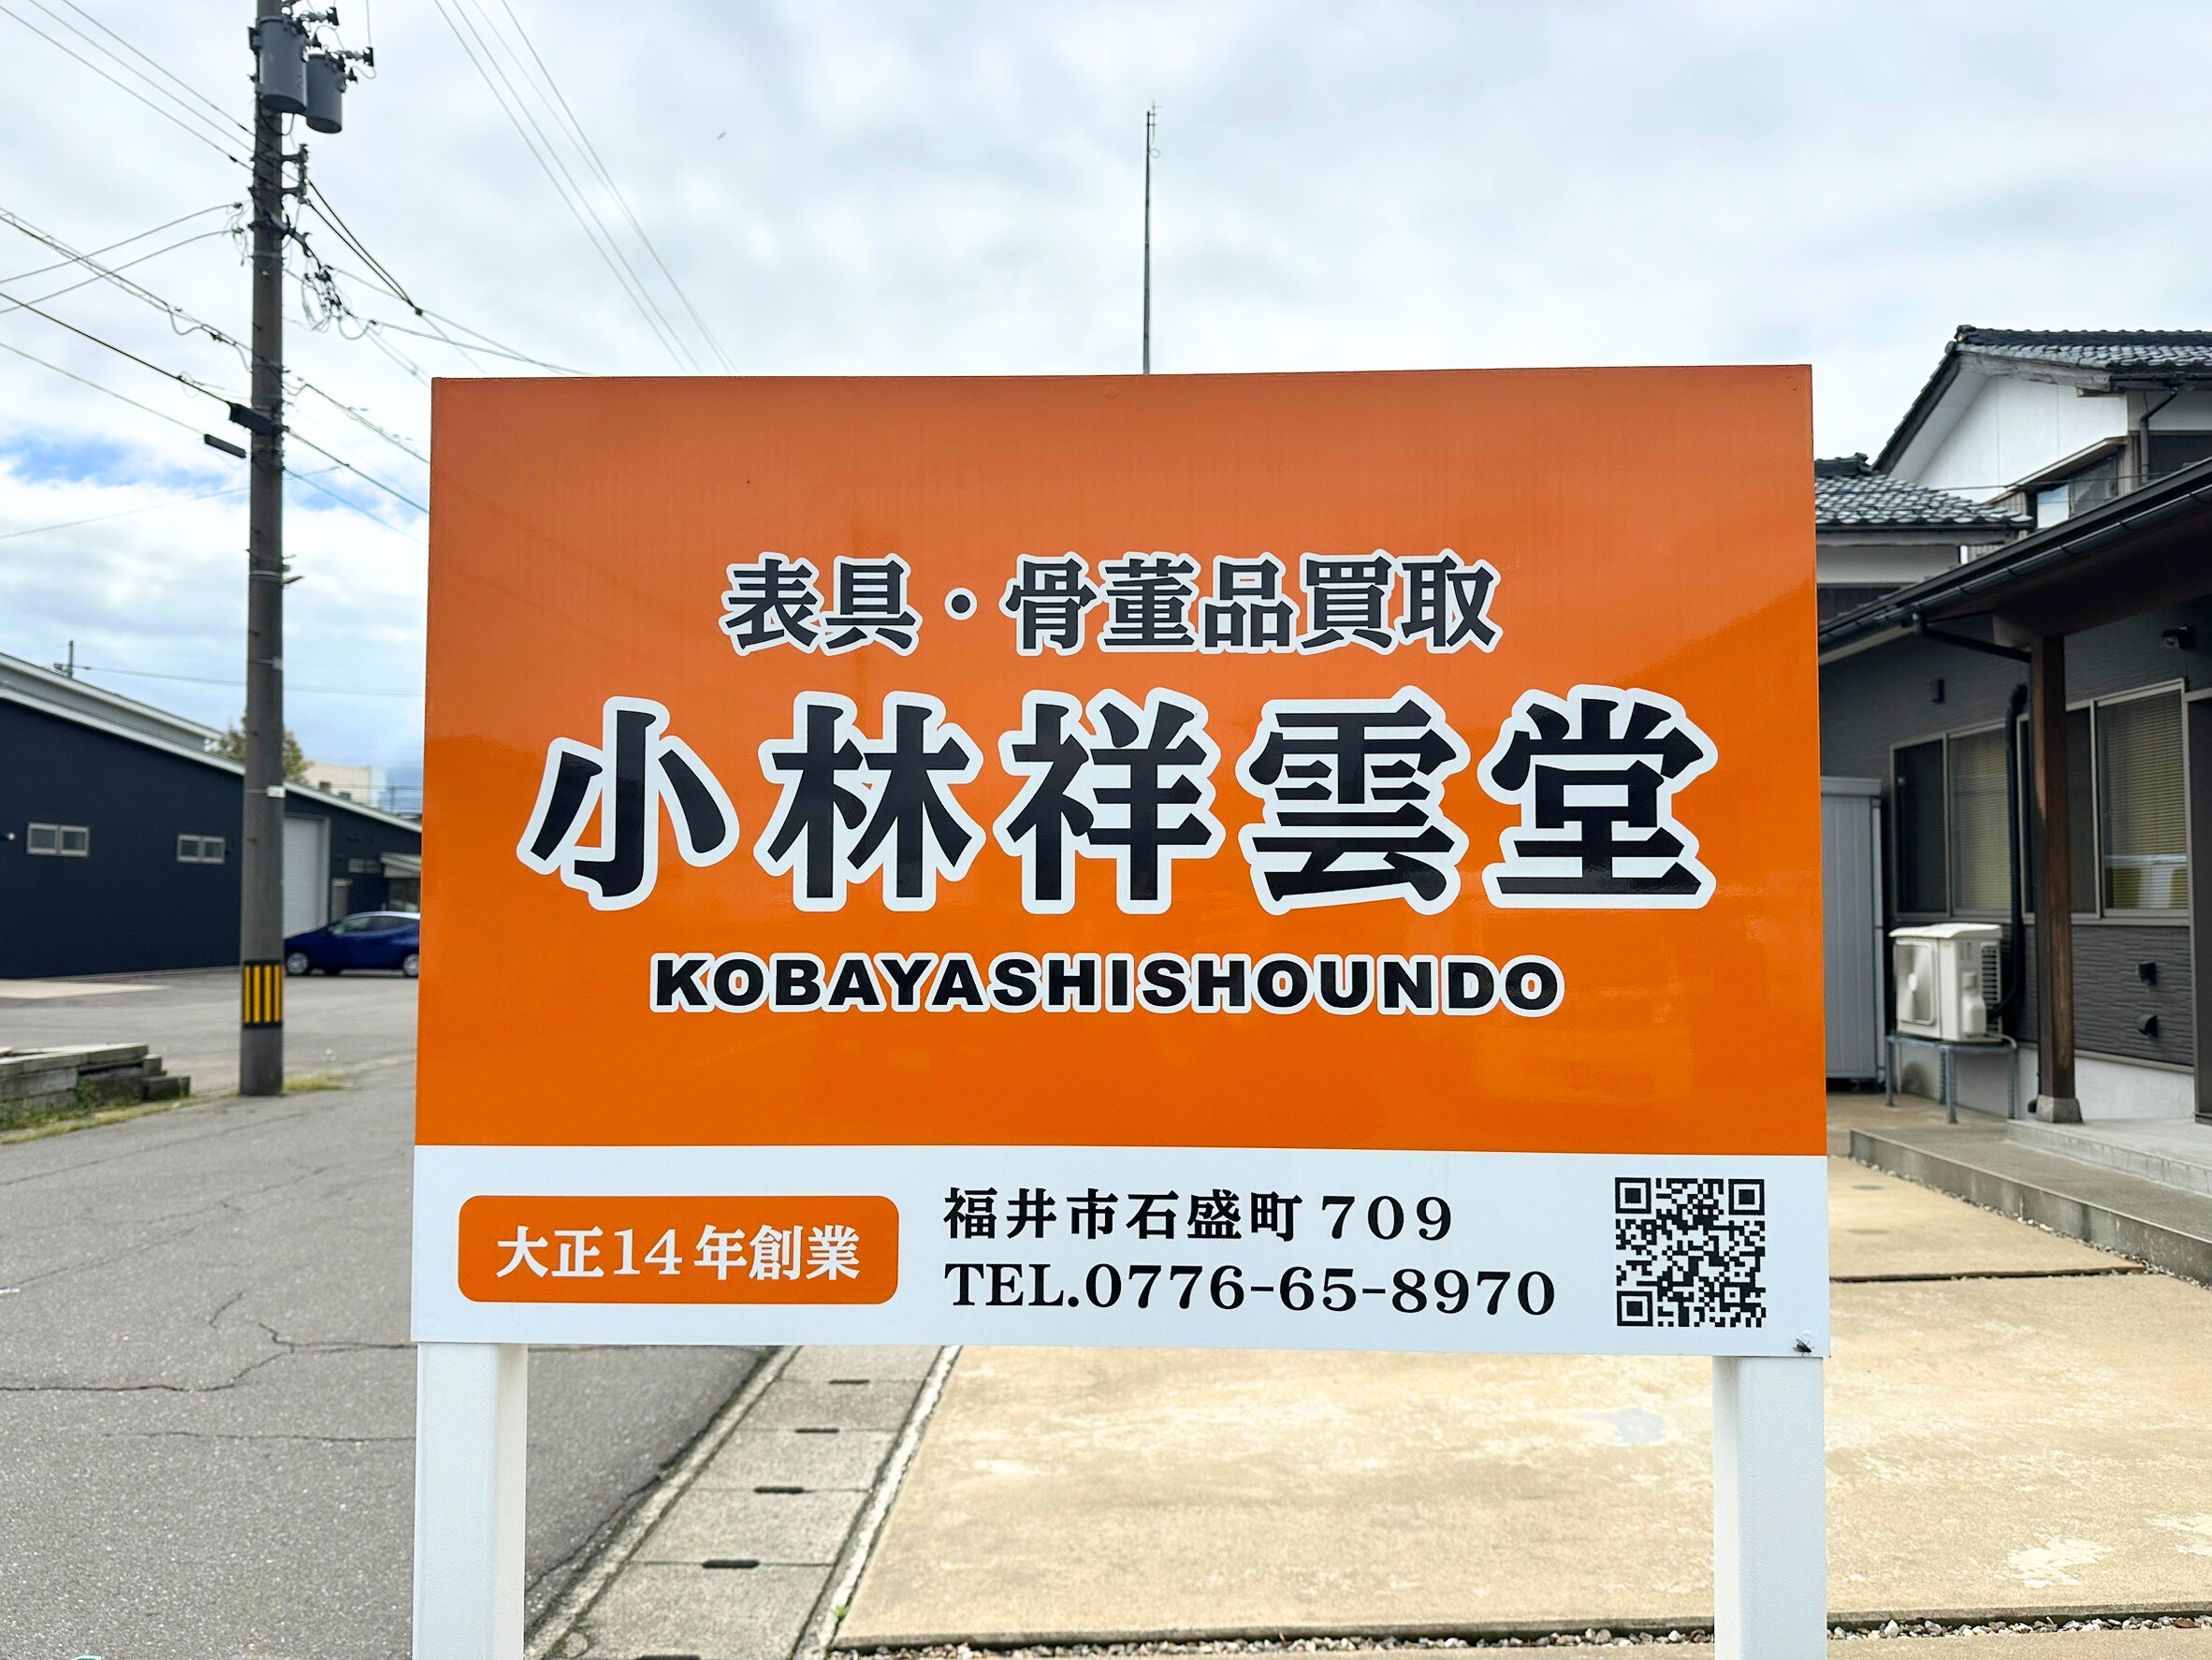 表具・骨董品買取
小林祥雲堂
KOBAYASHISHOUNDO
大正14年創業
福井市石盛町709
TEL.0776-65-8970